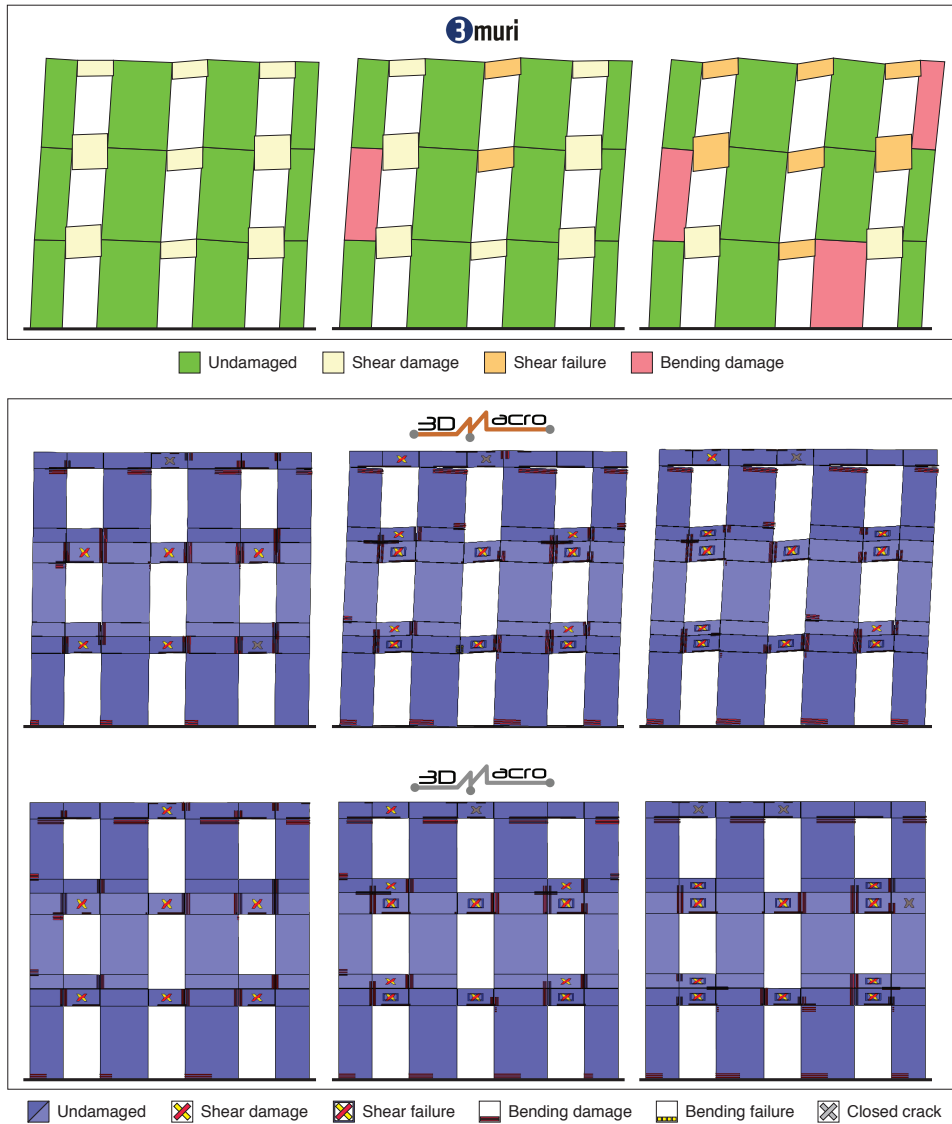 3muri
Undamaged Shear damage Shear failure Bending damage
3DMacro
3DMacro
Undamaged Shear damage Shear failure Bending damage Bending failure Closed crack